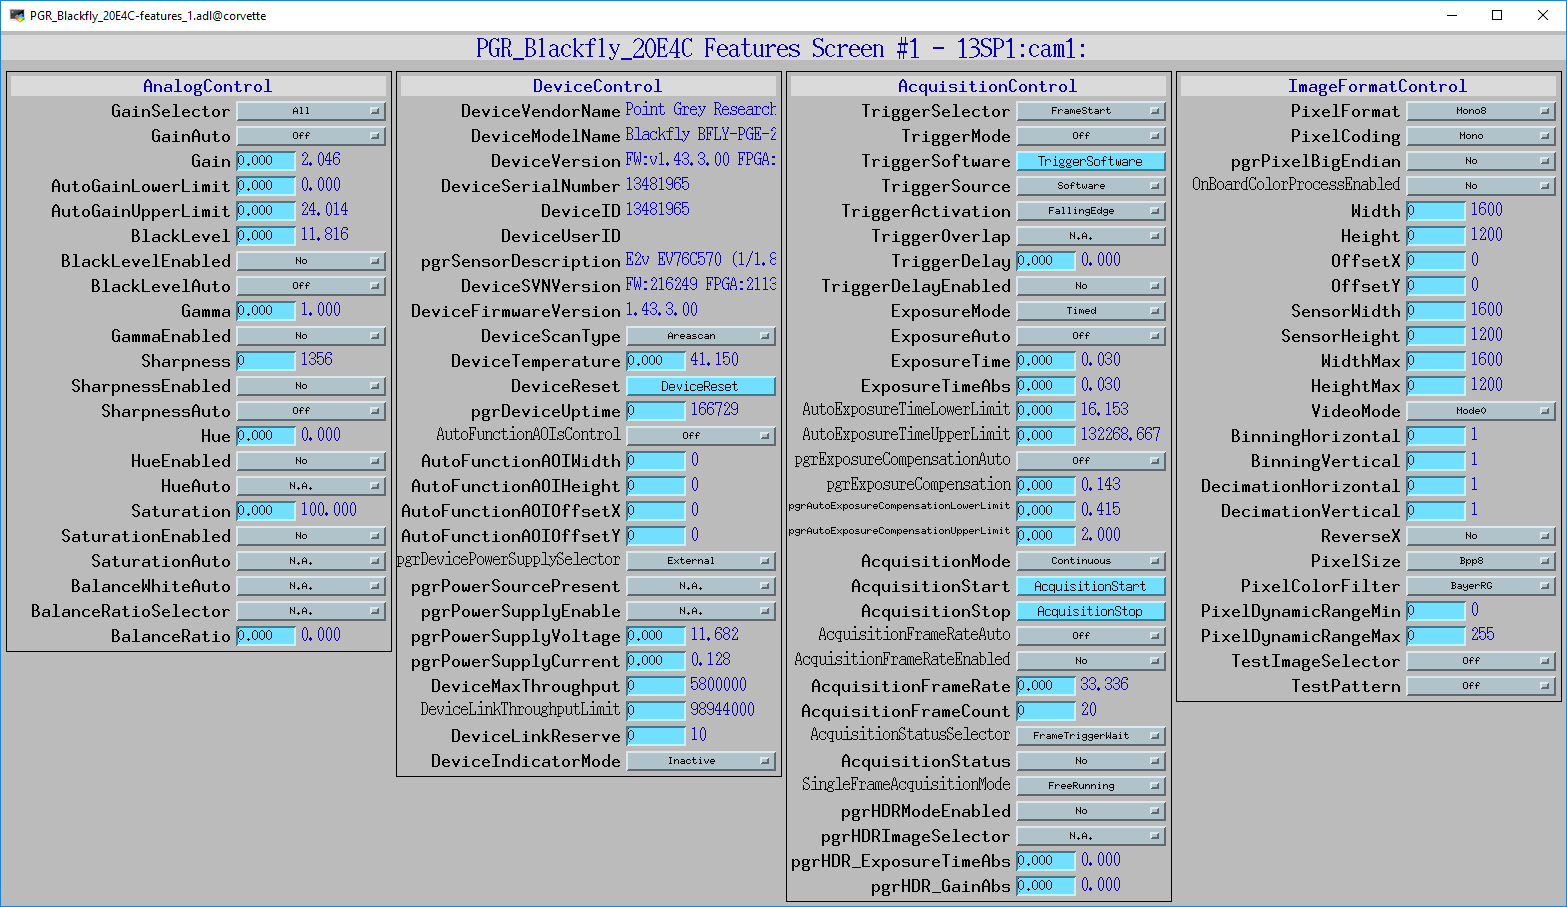 PGR_Blackfly_20E4C-features_1.adl@corvette
PGR_Blackfly_20E4C Features Screen #1 - 13SP1:cam1:
AnalogControl
GainSelector All
GainAuto Off
Gain 0.000 2.046
AutoGainLowerLimit 0.000 0.000
AutoGainUpperLimit 0.000 24.014
BlackLevel 0.000 11.816
BlackLevelEnabled No
BlackLevelAuto Off
Gamma 0.000 1.000
GammaEnabled No
Sharpness 0 1356
SharpnessEnabled No
SharpnessAuto Off
Hue 0.000 0.000
HueEnabled No
HueAuto N.A.
Saturation 0.000 100.000
SaturationEnabled No
SaturationAuto N.A.
BalanceWhiteAuto N.A.
BalanceRatioSelector N.A.
BalanceRatio 0.000 0.000
DeviceControl
DeviceVendorName Point Grey Research
DeviceModelName Blackfly BFLY-PGE-2
DeviceVersion FW:v1.43.3.00 FPGA:
DeviceSerialNumber 13481965
DeviceID 13481965
DeviceUserID
pgrSensorDescription E2v EV76C570 (1/1.8
DeviceSVNVersion FW:216249 FPGA:2113
DeviceFirmwareVersion 1.43.3.00
DeviceScanType Areascan
DeviceTemperature 0.000 41.150
DeviceReset DeviceReset
pgrDeviceUptime 0 166729
AutoFunctionAOIsControl Off
AutoFunctionAOIWidth 0 0
AutoFunctionAOIHeight 0 0
AutoFunctionAOIOffsetX 0 0
AutoFunctionAOIOffsetY 0 0
pgrDevicePowerSupplySelector External
pgrPowerSourcePresent N.A.
pgrPowerSupplyEnable N.A.
pgrPowerSupplyVoltage 0.000 11.682
pgrPowerSupplyCurrent 0.000 0.128
DeviceMaxThroughput 0 5800000
DeviceLinkThroughputLimit 0 98944000
DeviceLinkReserve 0 10
DeviceIndicatorMode Inactive
AcquisitionControl
TriggerSelector FrameStart
TriggerMode Off
TriggerSoftware TriggerSoftware
TriggerSource Software
TriggerActivation FallingEdge
TriggerOverlap N.A.
TriggerDelay 0.000 0.000
TriggerDelayEnabled No
ExposureMode Timed
ExposureAuto Off
ExposureTime 0.000 0.030
ExposureTimeAbs 0.000 0.030
AutoExposureTimeLowerLimit 0.000 16.153
AutoExposureTimeUpperLimit 0.000 132268.667
pgrExposureCompensationAuto Off
pgrExposureCompensation 0.000 0.143
pgrAutoExposureCompensationLowerLimit 0.000 0.415
pgrAutoExposureCompensationUpperLimit 0.000 2.000
AcquisitionMode Continuous
AcquisitionStart AcquisitionStart
AcquisitionStop AcquisitionStop
AcquisitionFrameRateAuto Off
AcquisitionFrameRateEnabled No
AcquisitionFrameRate 0.000 33.336
AcquisitionFrameCount 0 20
AcquisitionStatusSelector FrameTriggerWait
AcquisitionStatus No
SingleFrameAcquisitionMode FreeRunning
pgrHDRModeEnabled No
pgrHDRImageSelector N.A.
pgrHDR_ExposureTimeAbs 0.000 0.000
pgrHDR_GainAbs 0.000 0.000
ImageFormatControl
PixelFormat Mono8
PixelCoding Mono
pgrPixelBigEndian No
OnBoardColorProcessEnabled No
Width 0 1600
Height 0 1200
OffsetX 0 0
OffsetY 0 0
SensorWidth 0 1600
SensorHeight 0 1200
WidthMax 0 1600
HeightMax 0 1200
VideoMode Mode0
BinningHorizontal 0 1
BinningVertical 0 1
DecimationHorizontal 0 1
DecimationVertical 0 1
ReverseX No
PixelSize Bpp8
PixelColorFilter BayerRG
PixelDynamicRangeMin 0 0
PixelDynamicRangeMax 0 255
TestImageSelector Off
TestPattern Off